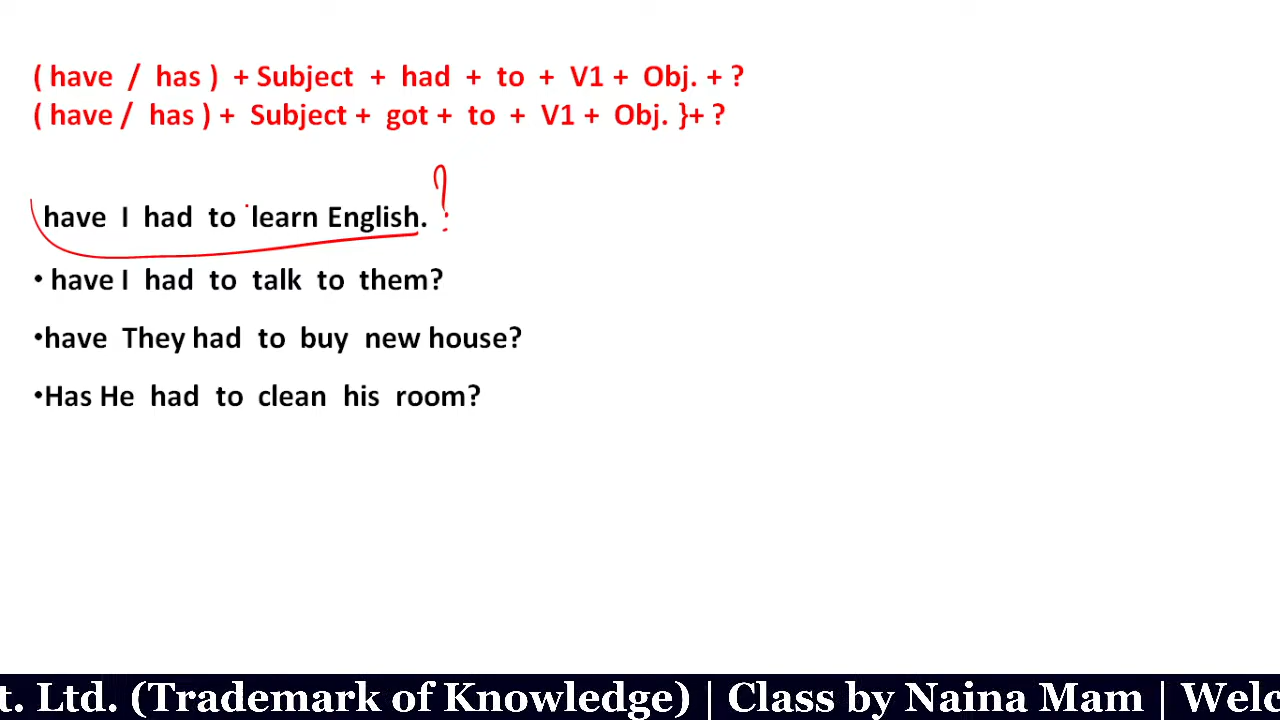 ( have / has ) + Subject + had + to + V1 + Obj. + ?
( have / has ) + Subject + got + to + V1 + Obj. }+ ?
have I had to learn English. ?
• have I had to talk to them?
•have They had to buy new house?
•Has He had to clean his room?
t. Ltd. (Trademark of Knowledge) | Class by Naina Mam | Welc